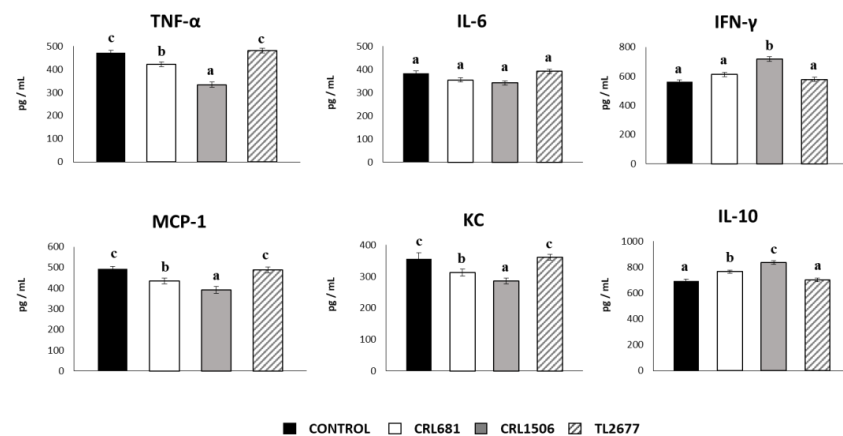 TNF-α IL-6 IFN-γ
c b a c
a a a a
a a b a
pg / mL
500
400
300
200
100
0
pg / mL
500
400
300
200
100
0
pg / mL
800
600
400
200
0
MCP-1 KC IL-10
c b a c
c b a c
a b c a
pg / mL
600
500
400
300
200
100
0
pg / mL
400
300
200
100
0
pg / mL
1000
800
600
400
200
0
CONTROL CRL681 CRL1506 TL2677